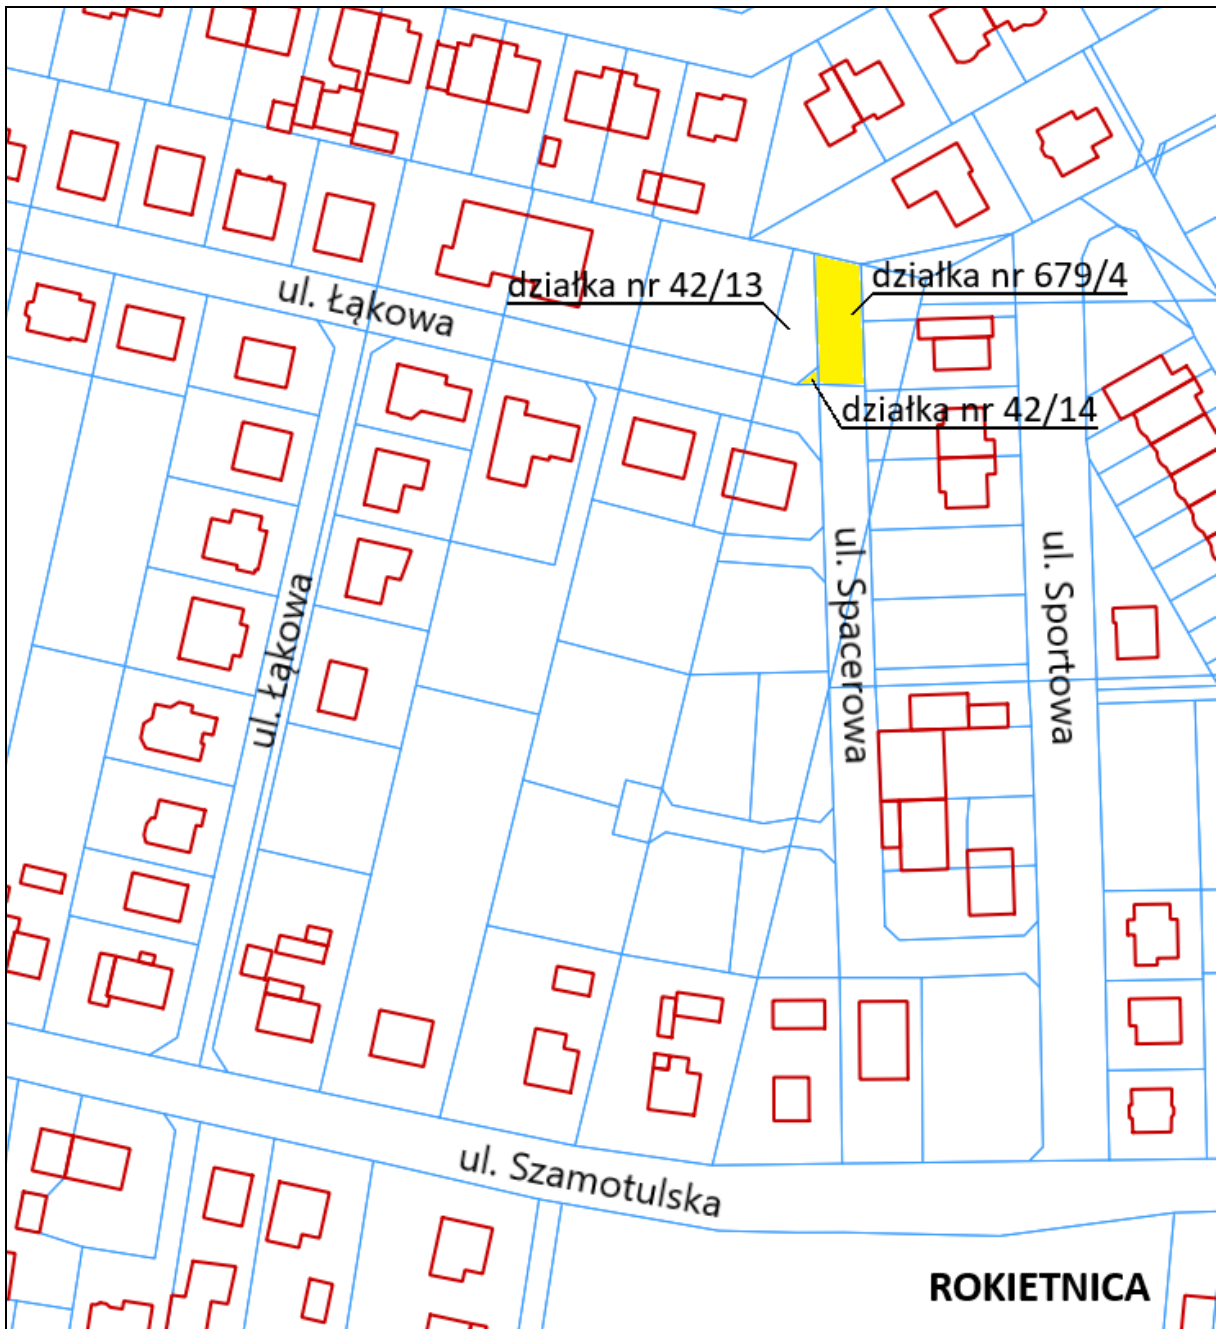 działka nr 42/13
działka nr 679/4
ul. Łąkowa
działka nr 42/14
ul. Spacerowa
ul. Sportowa
ul. Łąkowa
ul. Szamotulska
ROKIETNICA